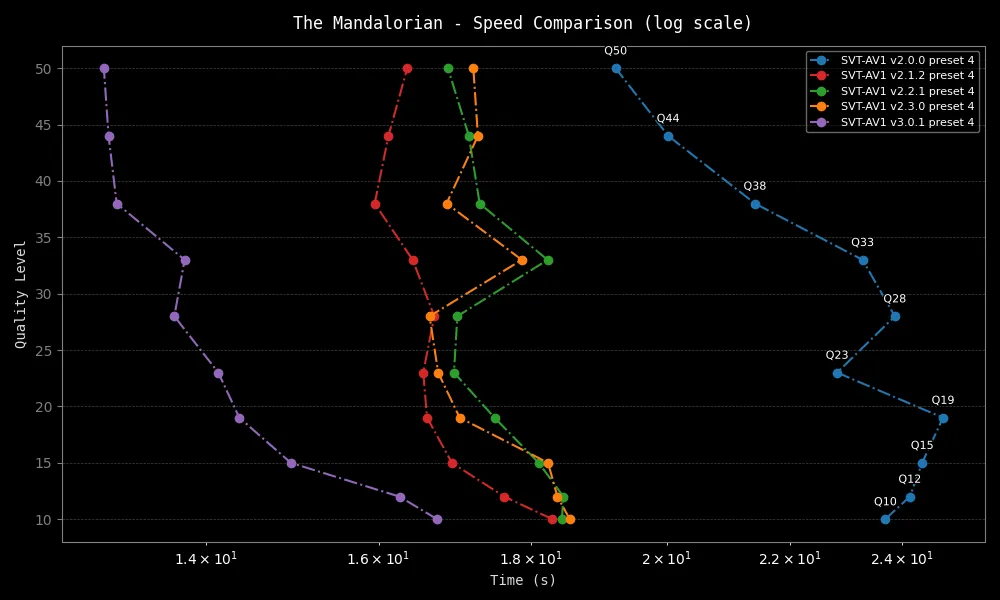 The Mandalorian - Speed Comparison (log scale)
SVT-AV1 v2.0.0 preset 4
SVT-AV1 v2.1.2 preset 4
SVT-AV1 v2.2.1 preset 4
SVT-AV1 v2.3.0 preset 4
SVT-AV1 v3.0.1 preset 4
Q50
Q44
Q38
Q33
Q28
Q23
Q19
Q15
Q12
Q10
Quality Level
50
45
40
35
30
25
20
15
10
1.4 × 10¹ 1.6 × 10¹ 1.8 × 10¹ 2 × 10¹ 2.2 × 10¹ 2.4 × 10¹
Time (s)